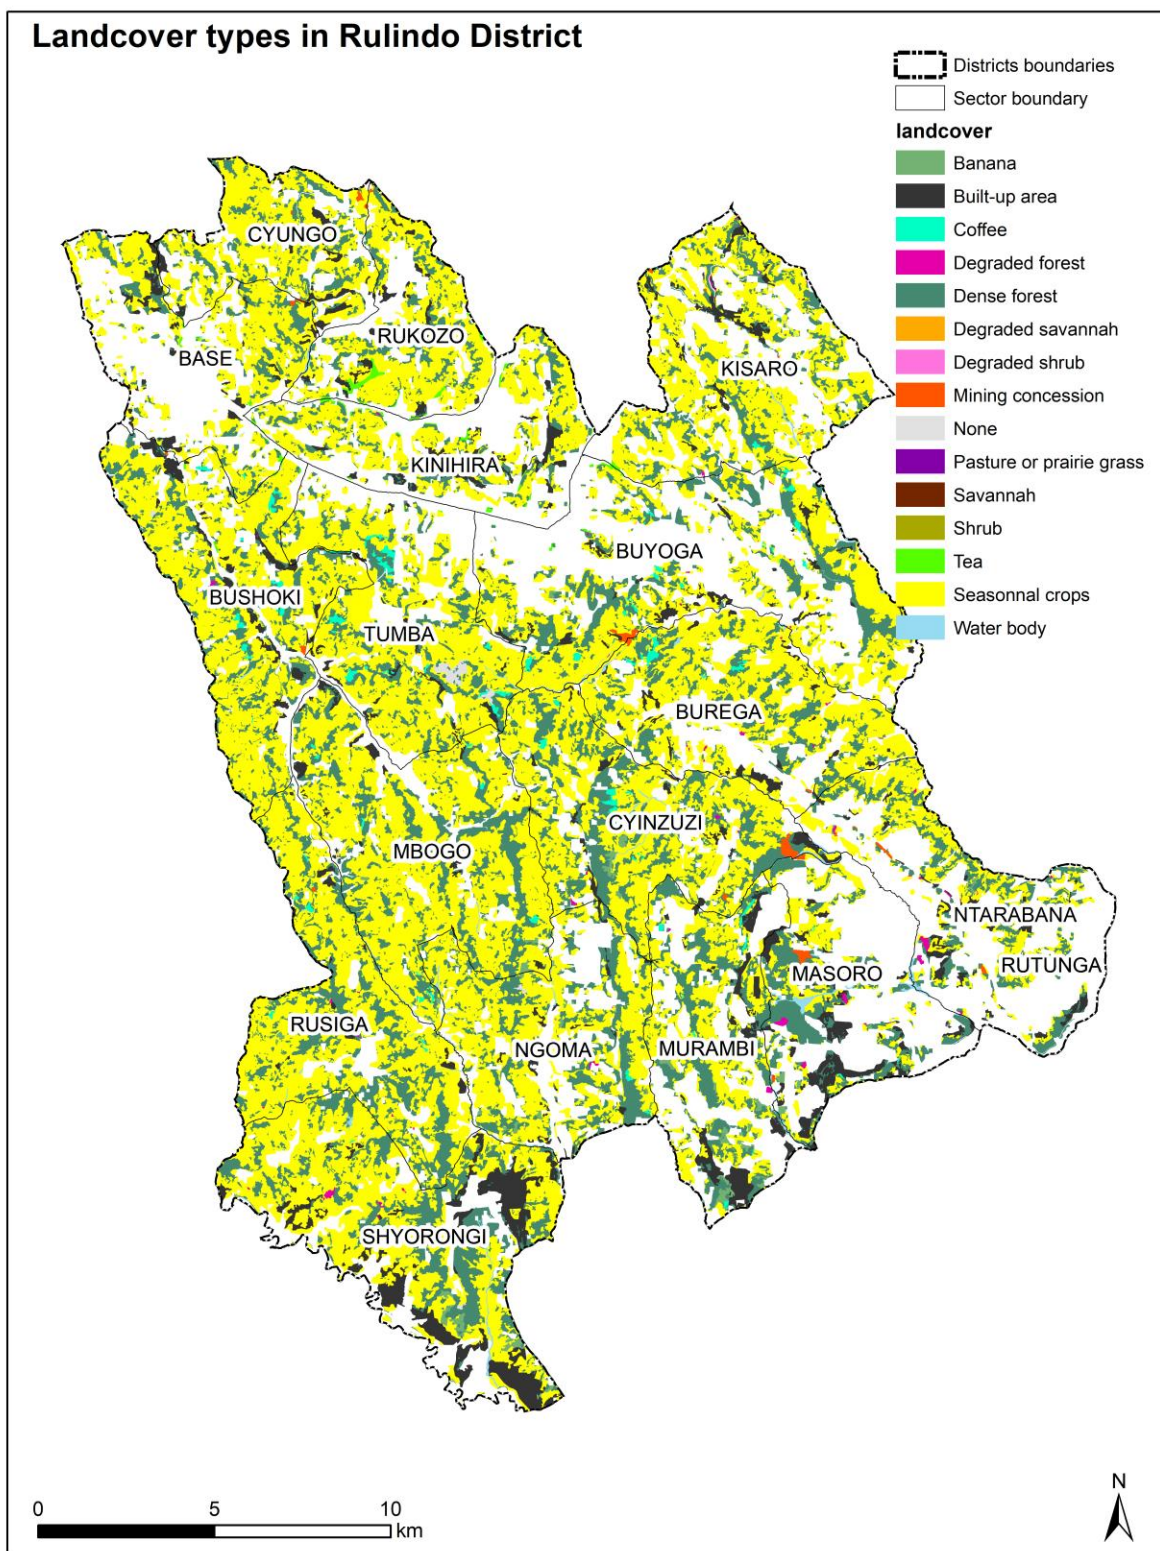 Landcover types in Rulindo District
Districts boundaries
Sector boundary
landcover
Banana
Built-up area
Coffee
Degraded forest
Dense forest
Degraded savannah
Degraded shrub
Mining concession
None
Pasture or prairie grass
Savannah
Shrub
Tea
Seasonnal crops
Water body
CYUNGO
RUKOZO
BASE
KISARO
KINIHIRA
BUYOGA
BUSHOKI
TUMBA
BUREGA
CYINZUZI
MBOGO
NTARABANA
RUTUNGA
MASORO
RUSIGA
NGOMA
MURAMBI
SHYORONGI
0 5 10
km
N